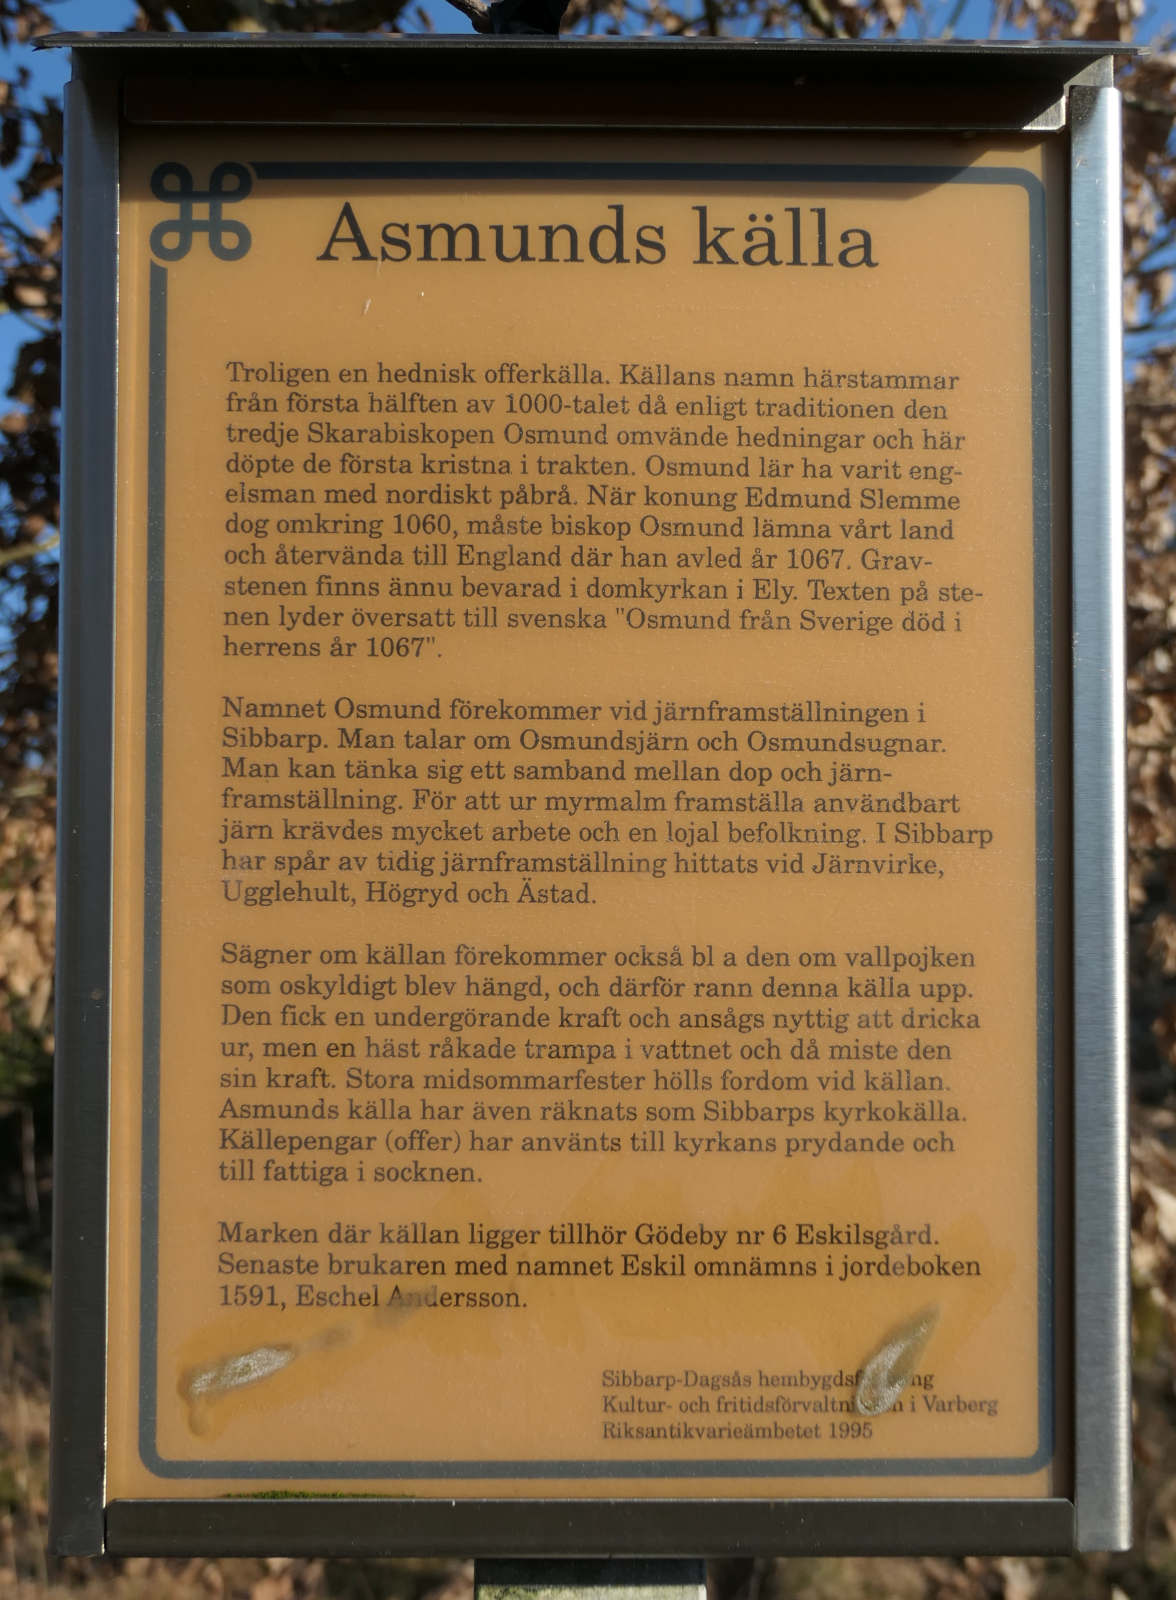 Asmunds källa
Troligen en hednisk offerkälla. Källans namn härstammar
från första hälften av 1000-talet då enligt traditionen den
tredje Skarabiskopen Osmund omvände hedningar och här
döpte de första kristna i trakten. Osmund lär ha varit eng-
elsman med nordiskt påbrå. När konung Edmund Slemme
dog omkring 1060, måste biskop Osmund lämna vårt land
och återvända till England där han avled år 1067. Grav-
stenen finns ännu bevarad i domkyrkan i Ely. Texten på ste-
nen lyder översatt till svenska "Osmund från Sverige död i
herrens år 1067".
Namnet Osmund förekommer vid järnframställningen i
Sibbarp. Man talar om Osmundsjärn och Osmundsugnar.
Man kan tänka sig ett samband mellan dop och järn-
framställning. För att ur myrmalm framställa användbart
järn krävdes mycket arbete och en lojal befolkning. I Sibbarp
har spår av tidig järnframställning hittats vid Järnvirke,
Ugglehult, Högryd och Ästad.
Sägner om källan förekommer också bl a den om vallpojken
som oskyldigt blev hängd, och därför rann denna källa upp.
Den fick en undergörande kraft och ansågs nyttig att dricka
ur, men en häst råkade trampa i vattnet och då miste den
sin kraft. Stora midsommarfester hölls fordom vid källan.
Asmunds källa har även räknats som Sibbarps kyrkokälla.
Källepengar (offer) har använts till kyrkans prydande och
till fattiga i socknen.
Marken där källan ligger tillhör Gödeby nr 6 Eskilsgård.
Senaste brukaren med namnet Eskil omnämns i jordeboken
1591, Eschel Andersson.
Sibbarp-Dagsås
Kultur- och fritidsförvaltningen i Varberg
Riksantikvarieämbetet 1995